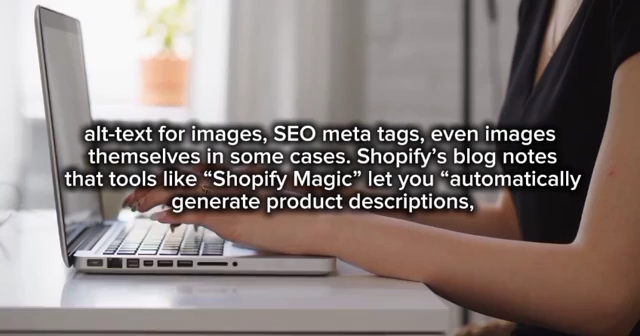 alt-text for images, SEO meta tags, even images
themselves in some cases. Shopify’s blog notes
that tools like “Shopify Magic” let you “automatically
generate product descriptions,